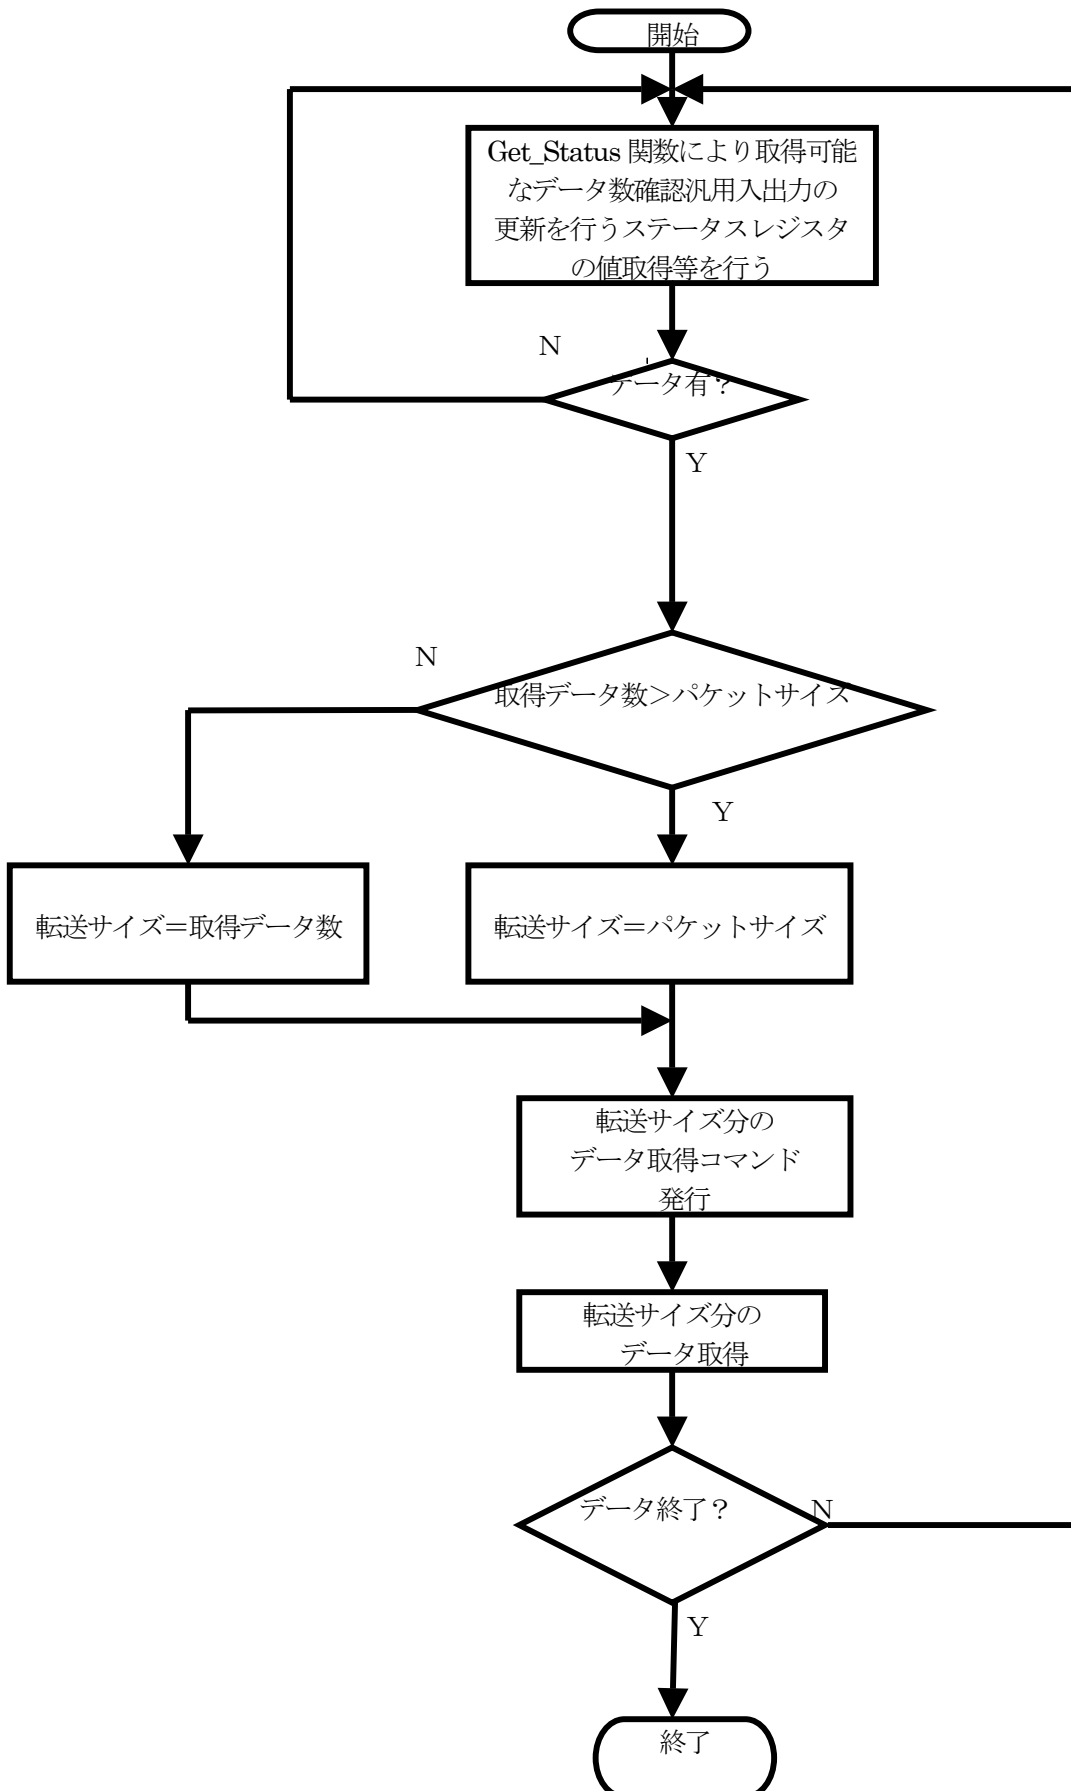 開始
Get_Status 関数により取得可能
なデータ数確認汎用入出力の
更新を行うステータスレジスタ
の値取得等を行う
N
データ有？
Y
N
取得データ数＞パケットサイズ
Y
転送サイズ＝取得データ数
転送サイズ＝パケットサイズ
転送サイズ分の
データ取得コマンド
発行
転送サイズ分の
データ取得
データ終了？
N
Y
終了